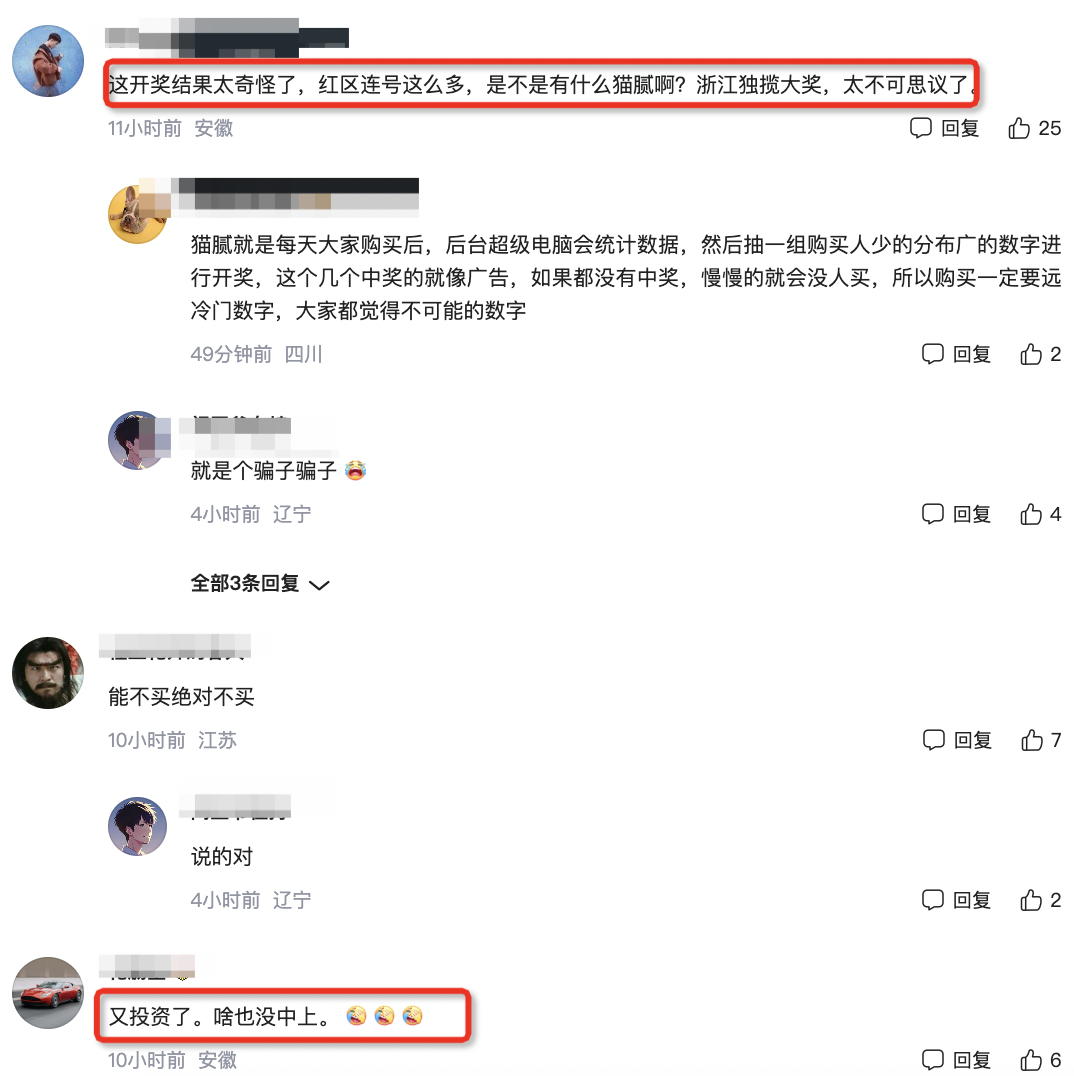 这开奖结果太奇怪了，红区连号这么多，是不是有什么猫腻啊？浙江独揽大奖，太不可思议了。
11小时前 安徽
回复 25
猫腻就是每天大家购买后，后台超级电脑会统计数据，然后抽一组购买人少的分布广的数字进
行开奖，这个几个中奖的就像广告，如果都没有中奖，慢慢的就会没人买，所以购买一定要远
冷门数字，大家都觉得不可能的数字
49分钟前 四川
回复 2
就是个骗子骗子 😭
4小时前 辽宁
回复 4
全部3条回复
能不买绝对不买
10小时前 江苏
回复 7
说的对
4小时前 辽宁
回复 2
又投资了。啥也没中上。
10小时前 安徽
回复 6